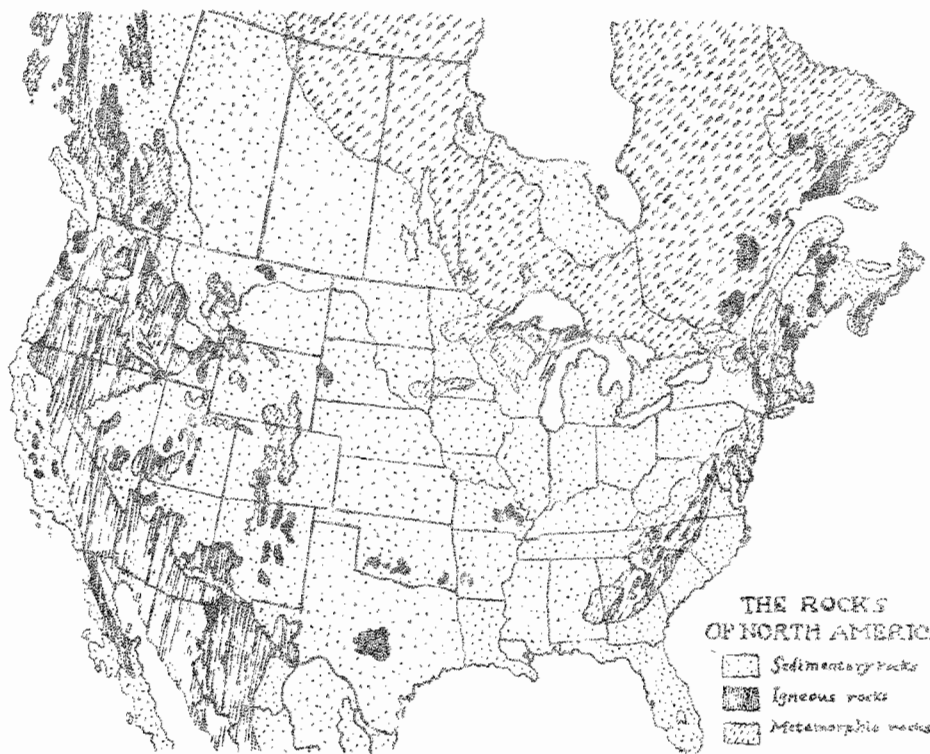 THE ROCKS
OF NORTH AMERIC
Sedimentary rocks
Igneous rocks
Metamorphic rocks